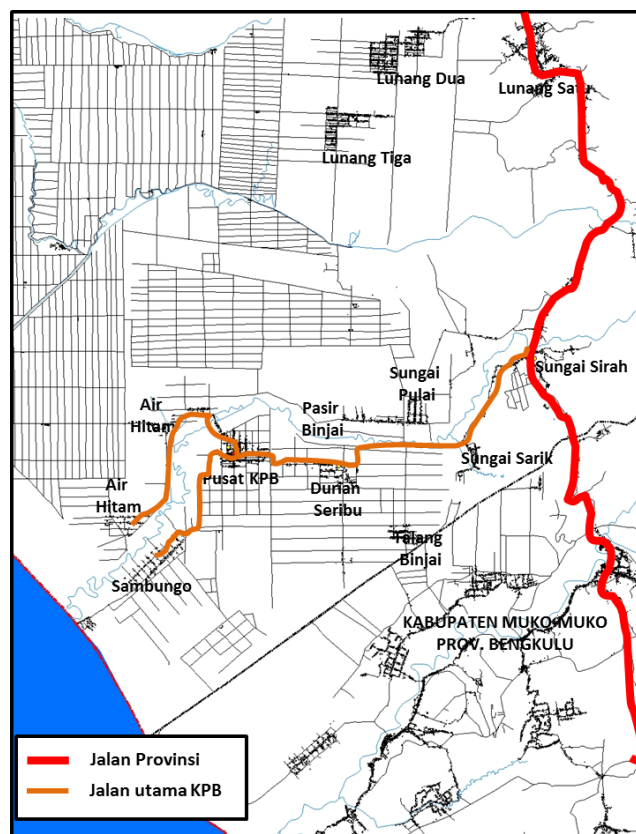 Lunang Dua
Lunang Satu
Lunang Tiga
Sungai Sirah
Sungai
Pulai
Air
Hitam
Pasir
Binjai
Sungai Sarik
Pusat KPB
Durian
Seribu
Air
Hitam
Talang
Binjai
Sambungo
KABUPATEN MUKO-MUKO
PROV. BENGKULU
Jalan Provinsi
Jalan utama KPB